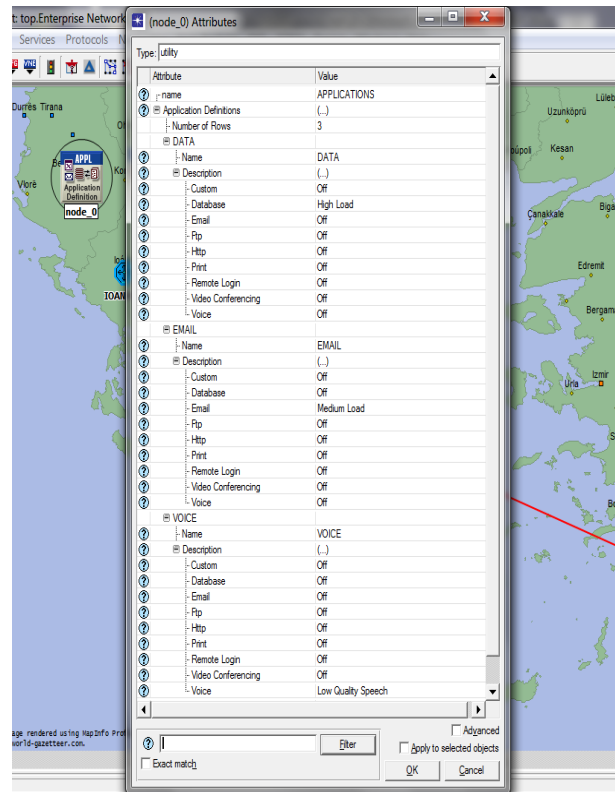 t: top.Enterprise Network
(node_0) Attributes
Services Protocols N
Type: utility
Attribute Value
name APPLICATIONS
Application Definitions (...)
Number of Rows 3
DATA
Name DATA
Description (...)
Custom Off
Database High Load
Email Off
Ftp Off
Http Off
Print Off
Remote Login Off
Video Conferencing Off
Voice Off
EMAIL
Name EMAIL
Description (...)
Custom Off
Database Off
Email Medium Load
Ftp Off
Http Off
Print Off
Remote Login Off
Video Conferencing Off
Voice Off
VOICE
Name VOICE
Description (...)
Custom Off
Database Off
Email Off
Ftp Off
Http Off
Print Off
Remote Login Off
Video Conferencing Off
Voice Low Quality Speech
Advanced
Filter
Apply to selected objects
Exact match
OK Cancel
Durrës Tirana
APPL
Application
Definition
node_0
Vlorë
IOAN
age rendered using MapInfo Prof
world-gazetteer.com.
Lüleb
Uzunköprü
oúpoli Kesan
Çanakkale
Biga
Edremit
Bergama
Urla
Izmir